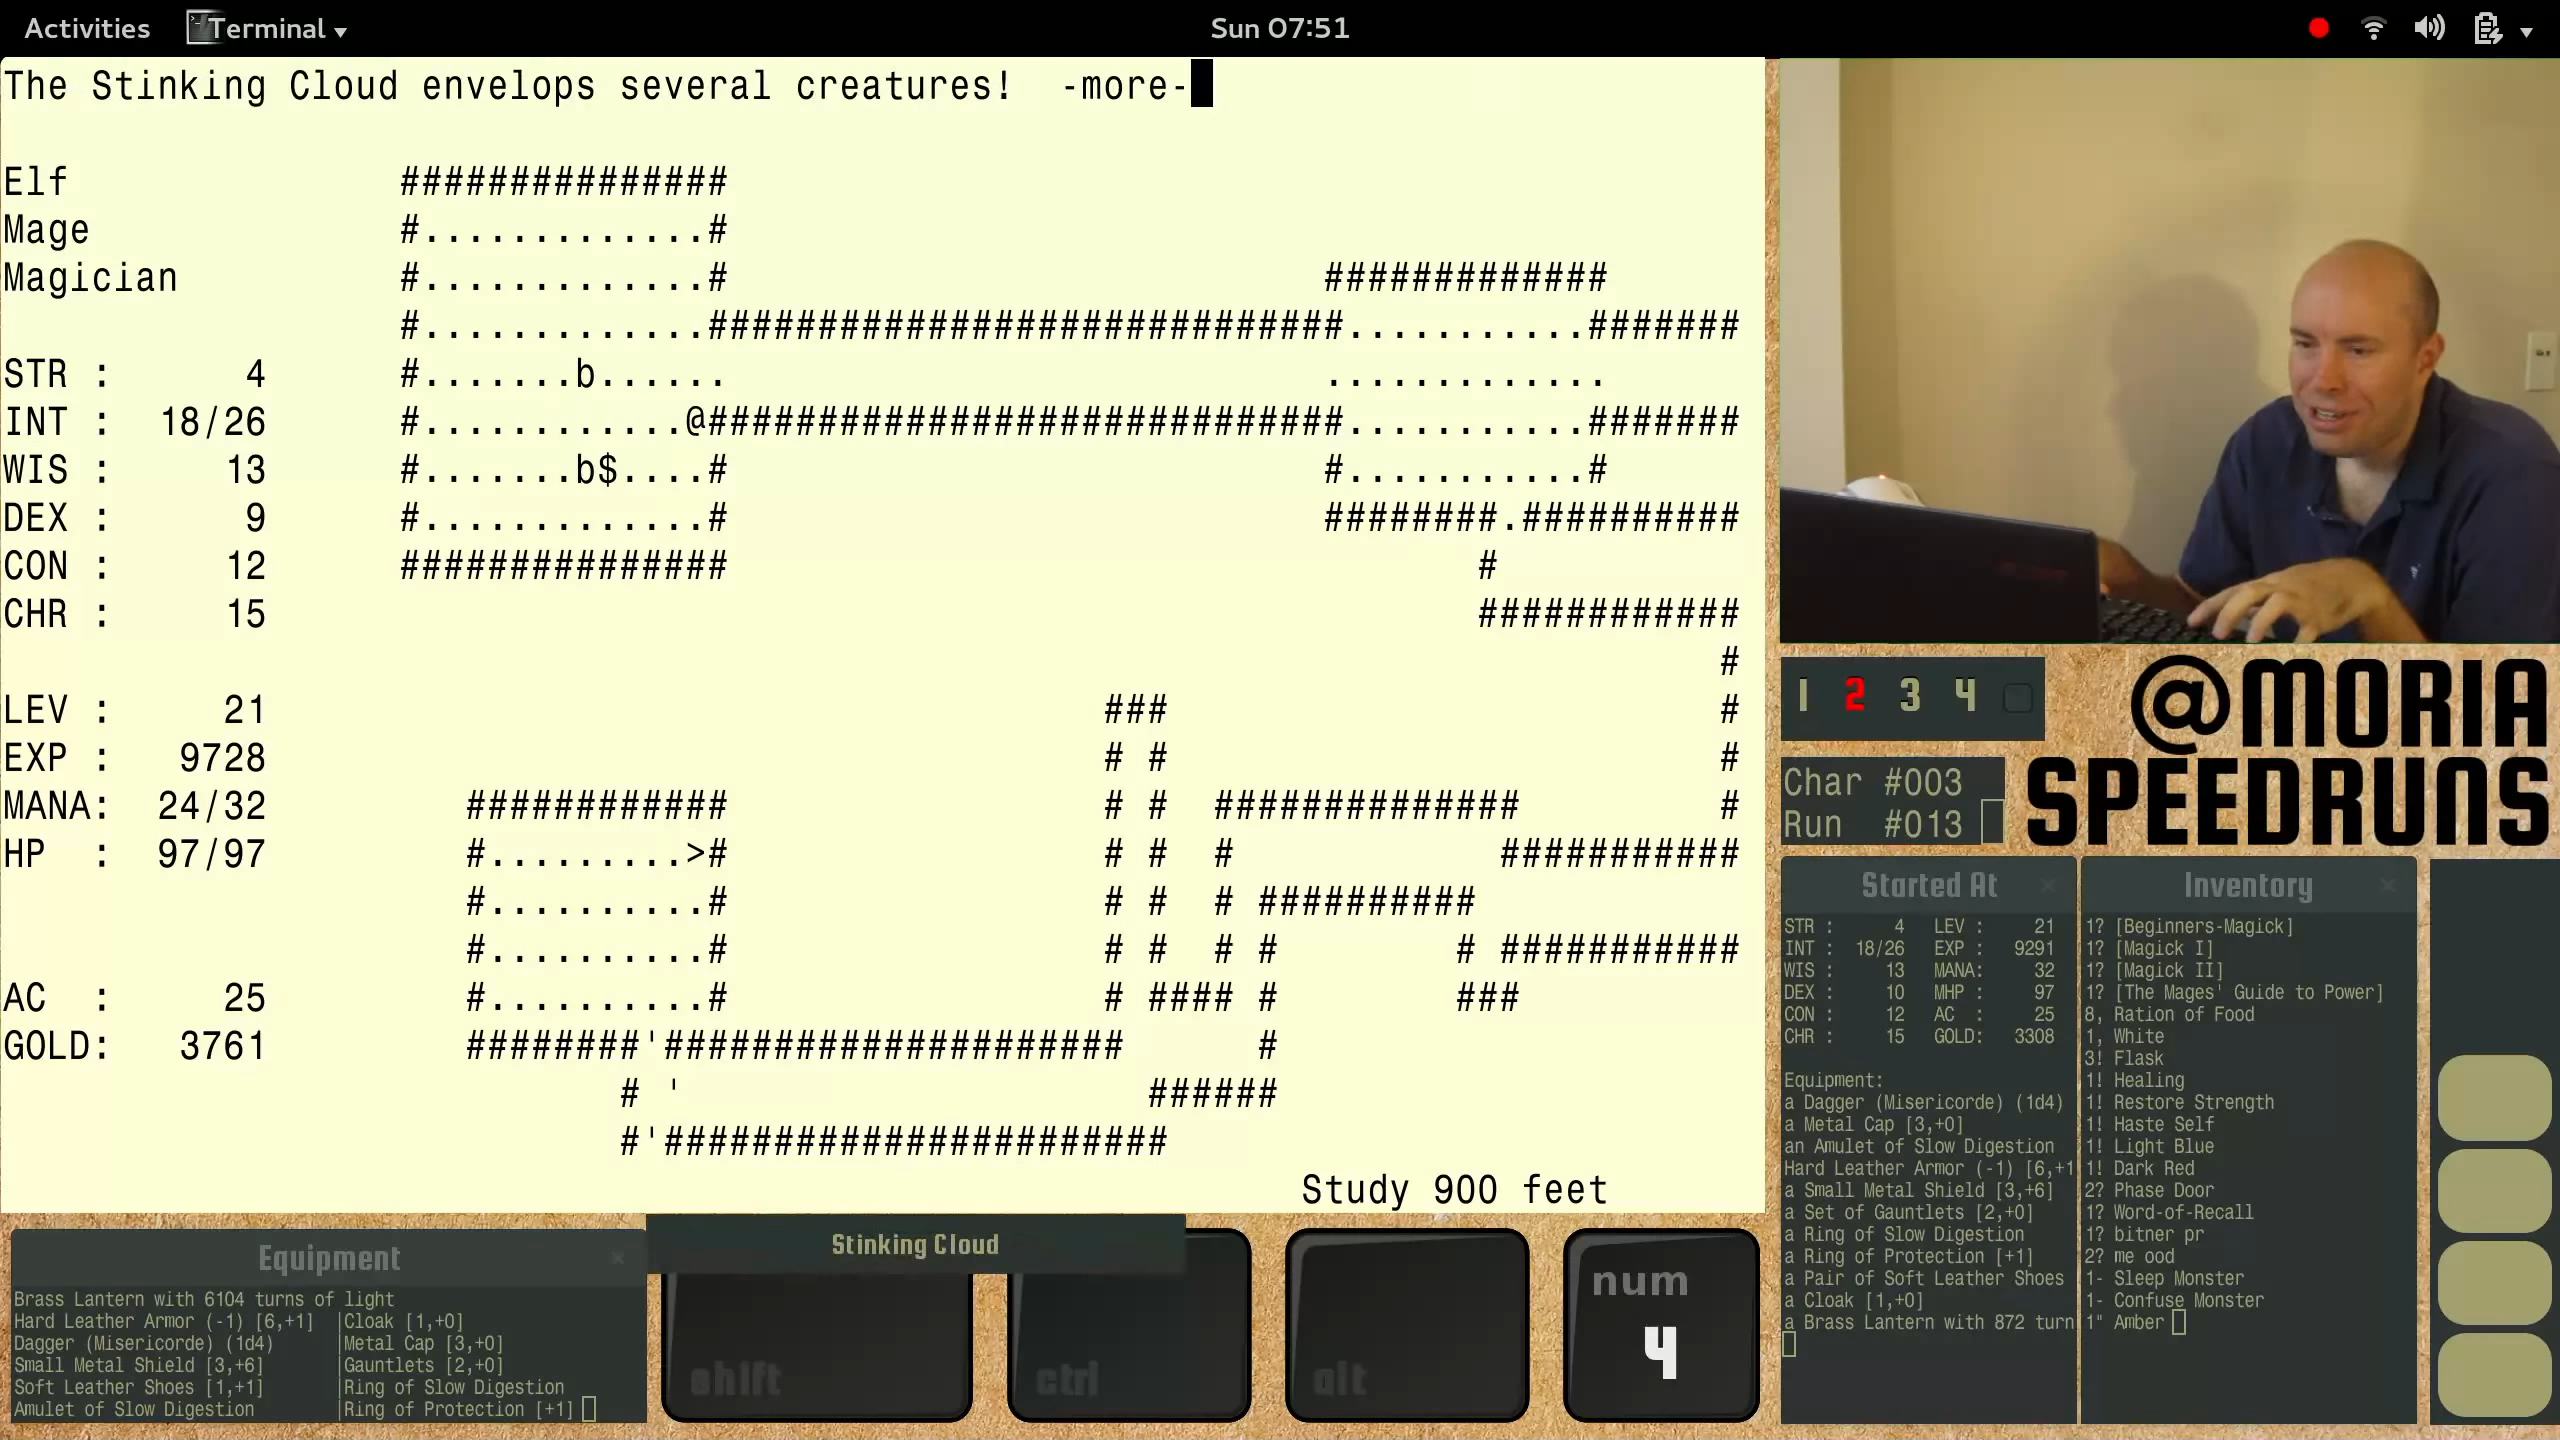 Activities Terminal Sun 07:51
The Stinking Cloud envelops several creatures! -more-
Elf ###############
Mage #.............#
Magician #.............# #############
#.............#############################...........#######
STR : 4 #.......b...... .............
INT : 18/26 #............@#############################...........#######
WIS : 13 #.......b$....# #...........#
DEX : 9 #.............# ########.##########
CON : 12 ############### #
CHR : 15 ############
#
LEV : 21 ### #
EXP : 9728 # # #
MANA: 24/32 ############ # # ############## #
HP : 97/97 #.........># # # # ###########
#..........# # # # ##########
#..........# # # # # # ###########
AC : 25 #..........# # #### # ###
GOLD: 3761 ########'##################### #
# ' ######
#'#######################
Study 900 feet
1 2 3 4
@MORIA
SPEEDRUNS
Char #003
Run #013
Started At
STR : 4 LEV : 21
INT : 18/26 EXP : 9291
WIS : 13 MANA: 32
DEX : 10 MHP : 97
CON : 12 AC : 25
CHR : 15 GOLD: 3308
Equipment:
a Dagger (Misericorde) (1d4)
a Metal Cap [3,+0]
an Amulet of Slow Digestion
Hard Leather Armor (-1) [6,+1
a Small Metal Shield [3,+6]
a Set of Gauntlets [2,+0]
a Ring of Slow Digestion
a Ring of Protection [+1]
a Pair of Soft Leather Shoes
a Cloak [1,+0]
a Brass Lantern with 872 turn
Inventory
1? [Beginners-Magick]
1? [Magick I]
1? [Magick II]
1? [The Mages' Guide to Power]
8, Ration of Food
1, White
3! Flask
1! Healing
1! Restore Strength
1! Haste Self
1! Light Blue
1! Dark Red
2? Phase Door
1? Word-of-Recall
1? bitner pr
2? me ood
1- Sleep Monster
1- Confuse Monster
1" Amber
Equipment
Brass Lantern with 6104 turns of light
Hard Leather Armor (-1) [6,+1] |Cloak [1,+0]
Dagger (Misericorde) (1d4) |Metal Cap [3,+0]
Small Metal Shield [3,+6] |Gauntlets [2,+0]
Soft Leather Shoes [1,+1] |Ring of Slow Digestion
Amulet of Slow Digestion |Ring of Protection [+1]
Stinking Cloud
shift ctrl alt num 4